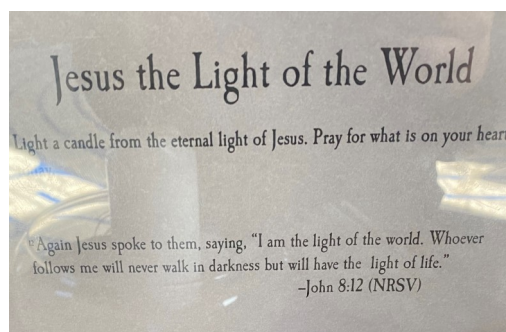 Jesus the Light of the World
Light a candle from the eternal light of Jesus. Pray for what is on your hear
"Again Jesus spoke to them, saying, “I am the light of the world. Whoever
follows me will never walk in darkness but will have the light of life.”
–John 8:12 (NRSV)